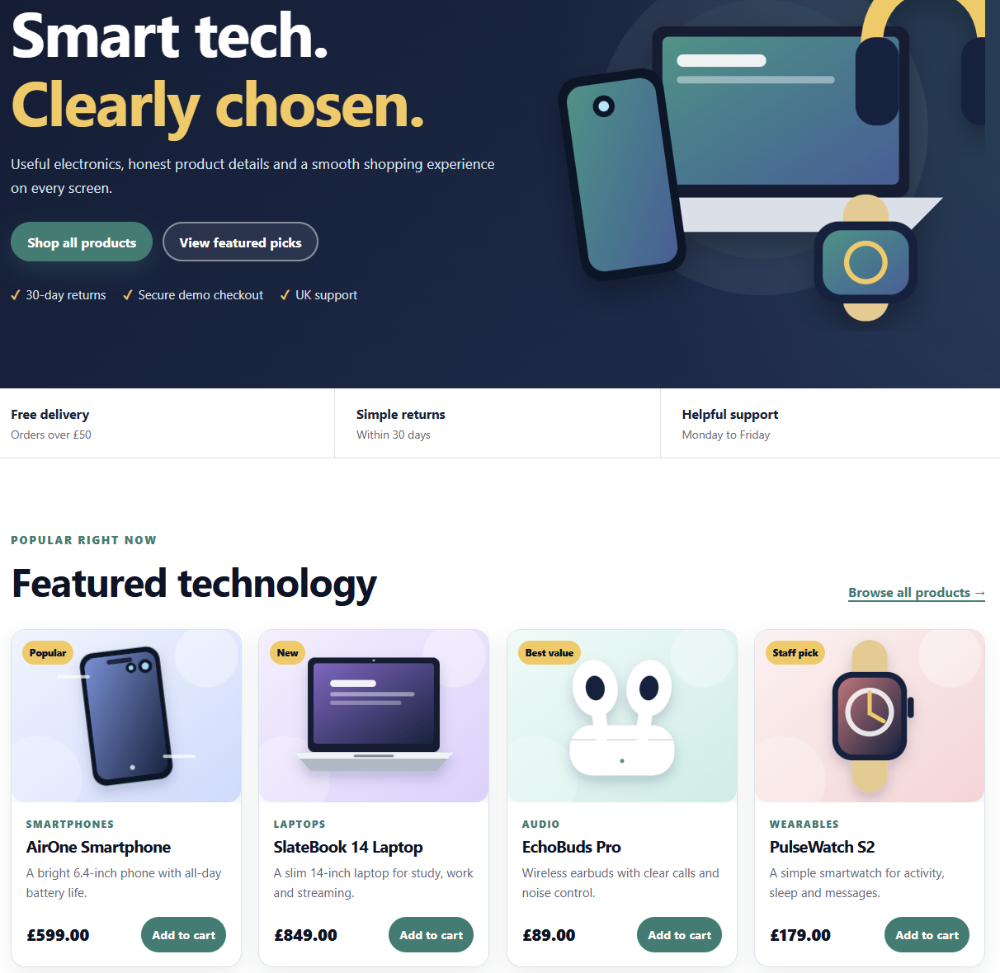 Smart tech.
Clearly chosen.
Useful electronics, honest product details and a smooth shopping experience
on every screen.
Shop all products
View featured picks
✓ 30-day returns ✓ Secure demo checkout ✓ UK support
Free delivery
Orders over £50
Simple returns
Within 30 days
Helpful support
Monday to Friday
POPULAR RIGHT NOW
Featured technology
Browse all products →
Popular
SMARTPHONES
AirOne Smartphone
A bright 6.4-inch phone with all-day
battery life.
£599.00
Add to cart
New
LAPTOPS
SlateBook 14 Laptop
A slim 14-inch laptop for study, work
and streaming.
£849.00
Add to cart
Best value
AUDIO
EchoBuds Pro
Wireless earbuds with clear calls and
noise control.
£89.00
Add to cart
Staff pick
WEARABLES
PulseWatch S2
A simple smartwatch for activity,
sleep and messages.
£179.00
Add to cart